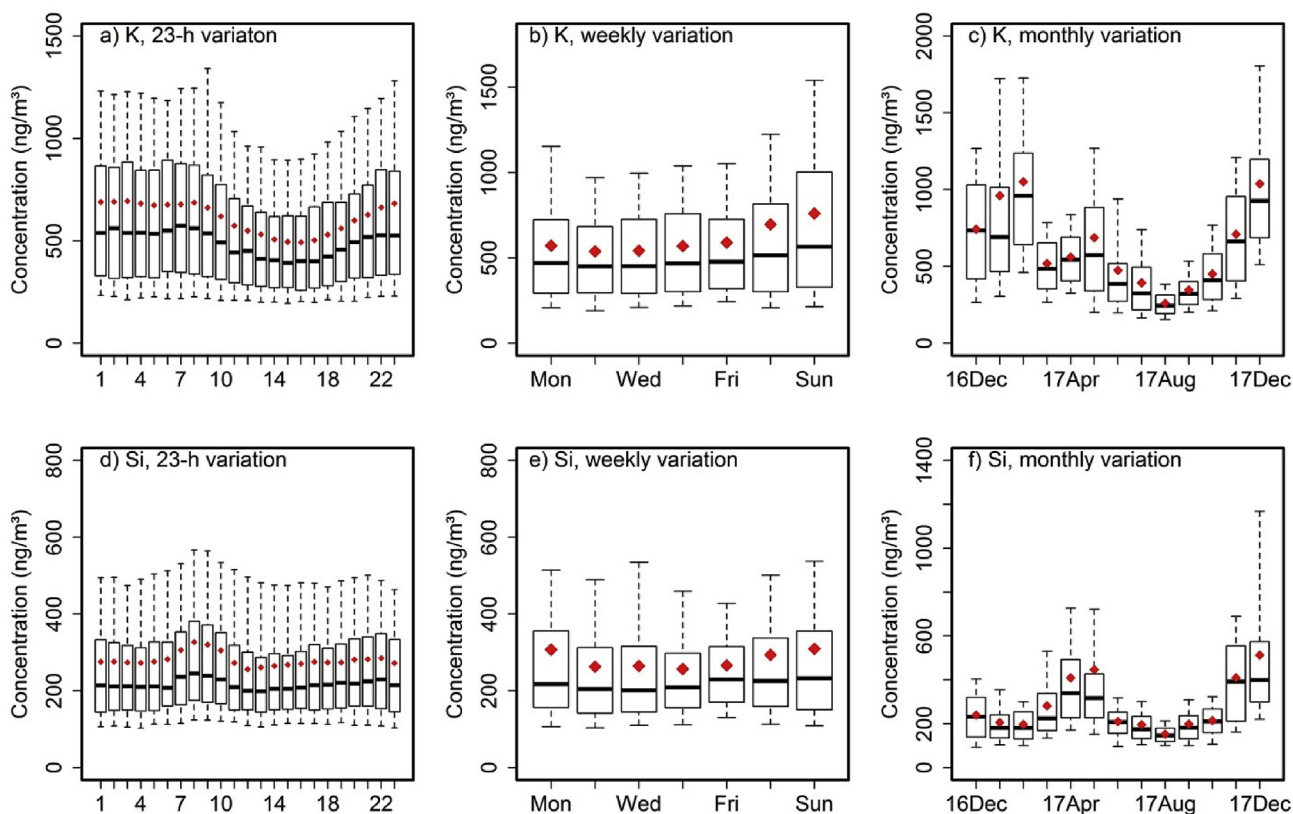 a) K, 23-h variaton
Concentration (ng/m³)
0
500
1000
1500
1
4
7
10
14
18
22
b) K, weekly variation
Concentration (ng/m³)
0
500
1000
1500
Mon
Wed
Fri
Sun
c) K, monthly variation
Concentration (ng/m³)
0
500
1000
1500
2000
16Dec
17Apr
17Aug
17Dec
d) Si, 23-h variation
Concentration (ng/m³)
0
200
400
600
800
1
4
7
10
14
18
22
e) Si, weekly variation
Concentration (ng/m³)
0
200
400
600
800
Mon
Wed
Fri
Sun
f) Si, monthly variation
Concentration (ng/m³)
0
200
600
1000
1400
16Dec
17Apr
17Aug
17Dec